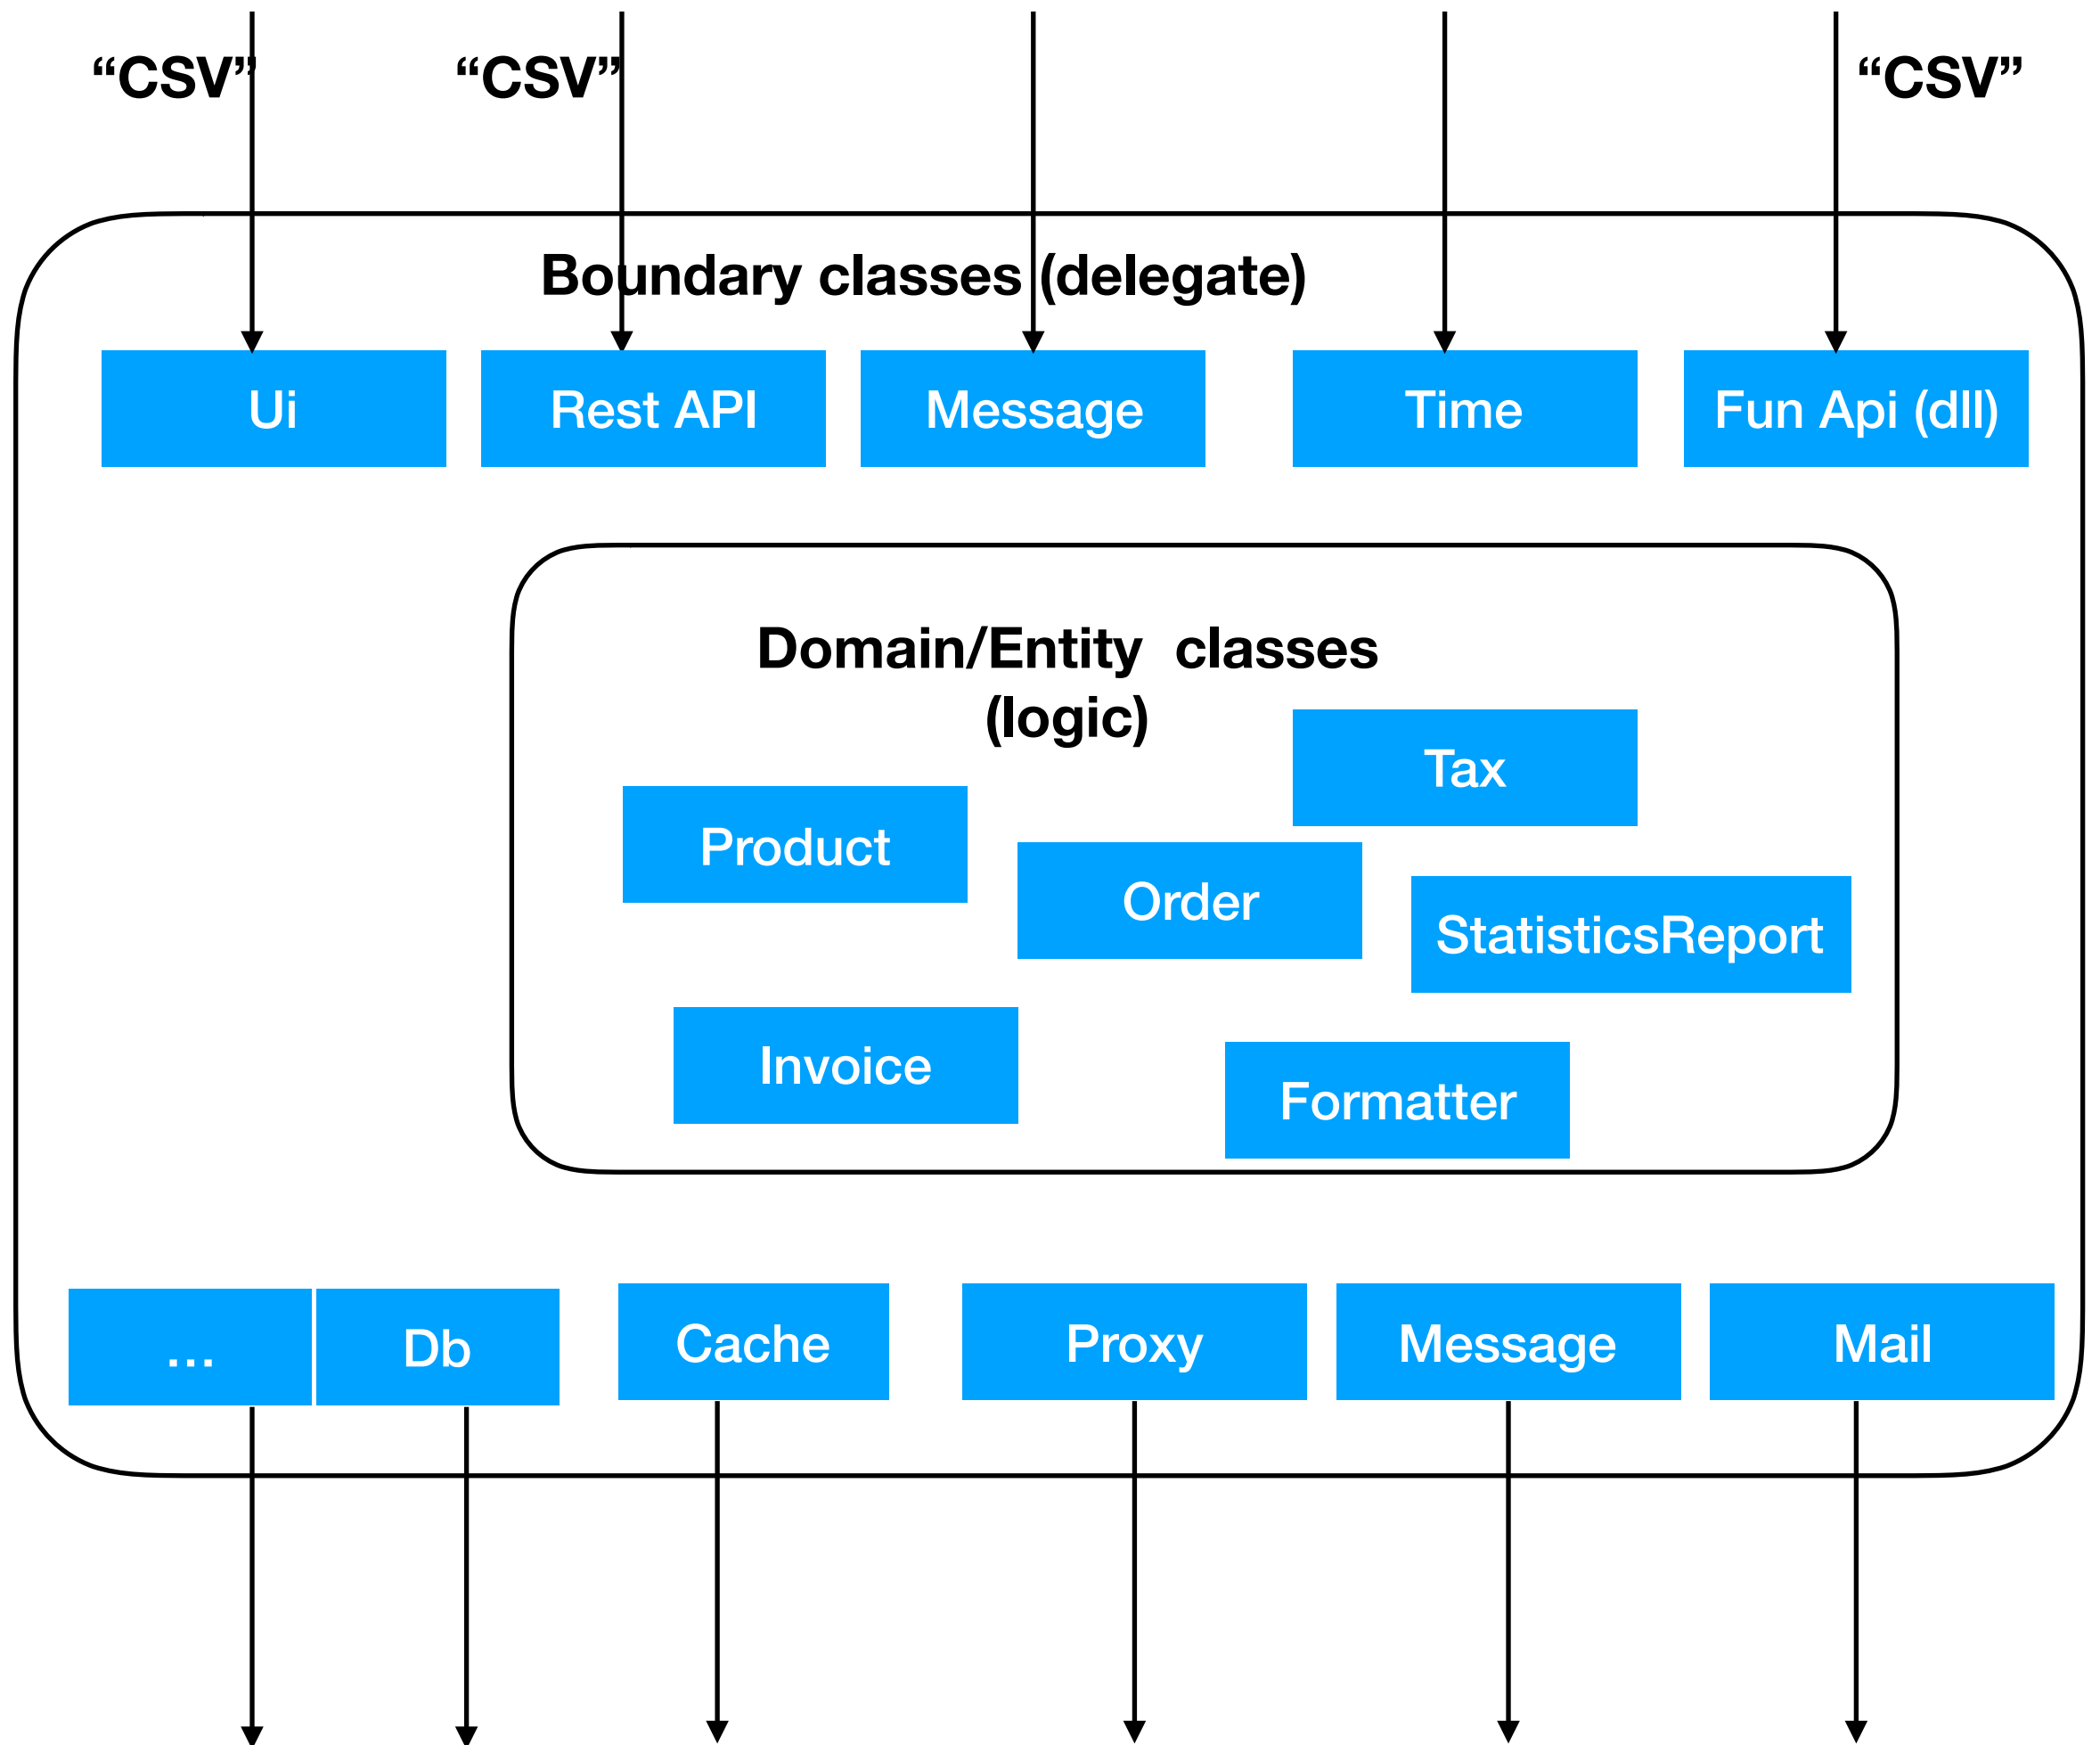 “CSV”
“CSV”
“CSV”
Boundary classes (delegate)
Ui
Rest API
Message
Time
Fun Api (dll)
Domain/Entity classes
(logic)
Tax
Product
Order
StatisticsReport
Invoice
Formatter
...
Db
Cache
Proxy
Message
Mail